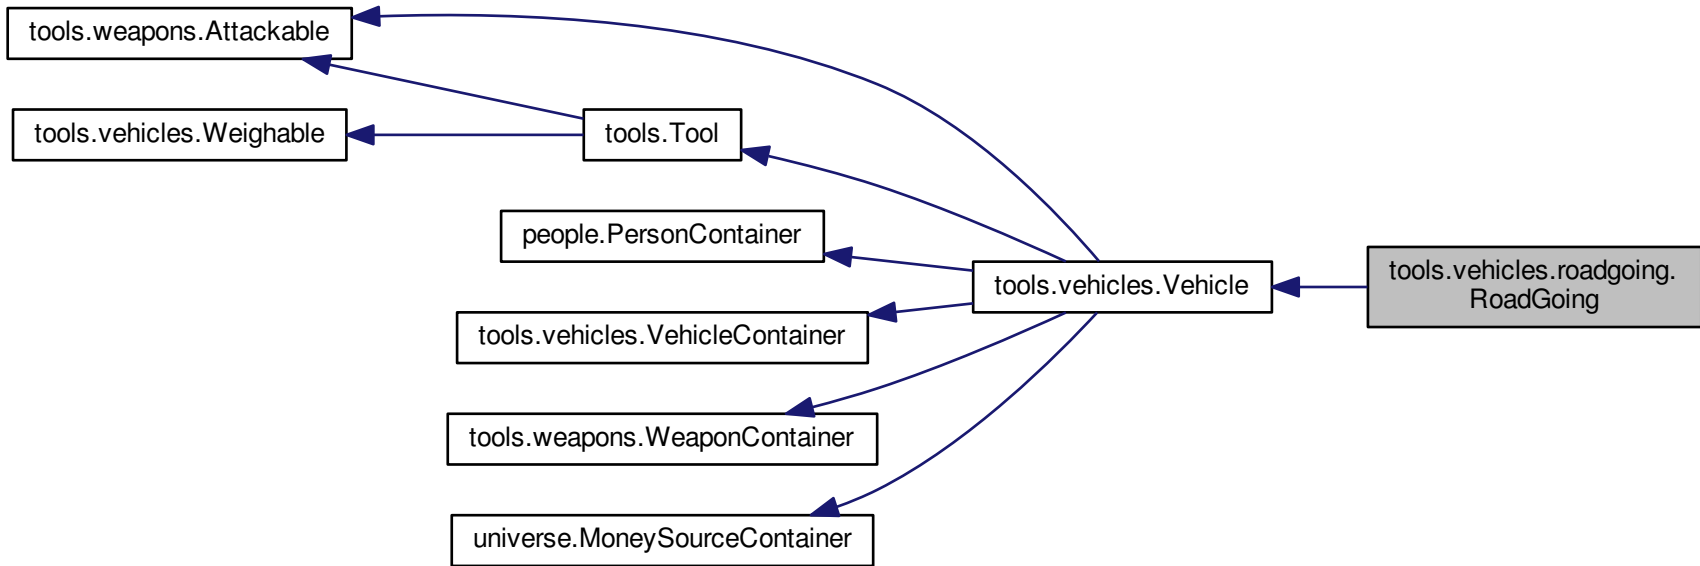 tools.weapons.Attackable
tools.vehicles.Weighable
tools.Tool
people.PersonContainer
tools.vehicles.VehicleContainer
tools.weapons.WeaponContainer
universe.MoneySourceContainer
tools.vehicles.Vehicle
tools.vehicles.roadgoing.
RoadGoing